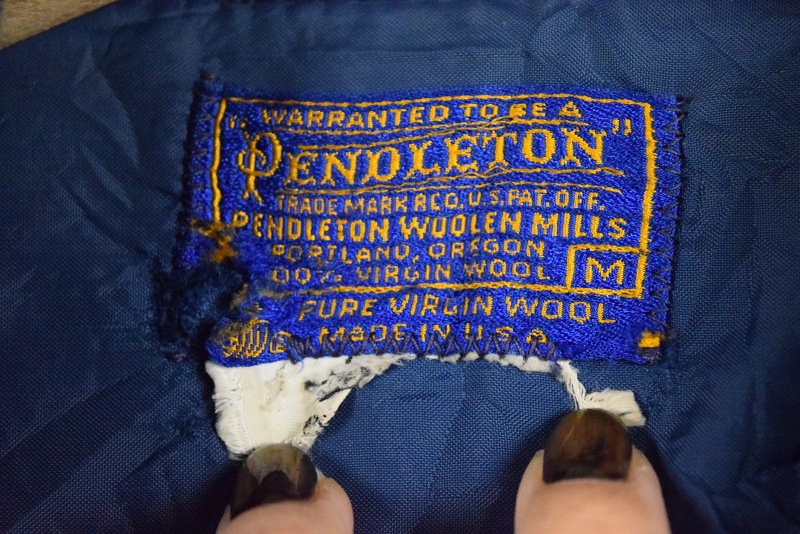 "WARRANTED TO BE A
PENDLETON"
TRADE MARK REG. U.S. PAT. OFF.
PENDLETON WOOLEN MILLS
PORTLAND, OREGON
00% VIRGIN WOOL
M
PURE VIRGIN WOOL
MADE IN U.S.A